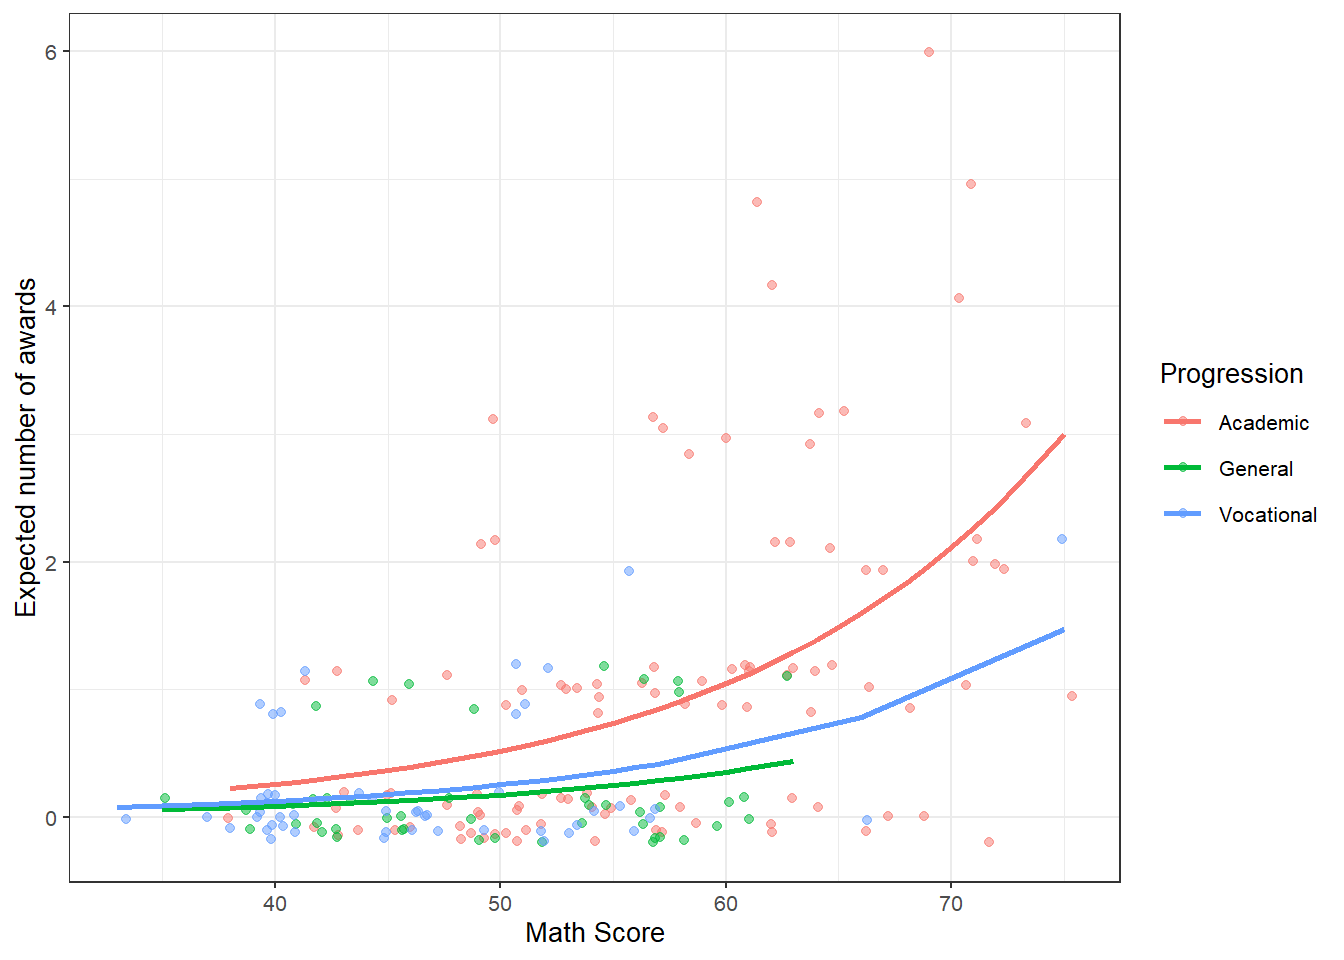 6
4
2
0
Expected number of awards
40
50
60
70
Math Score
Progression
Academic
General
Vocational